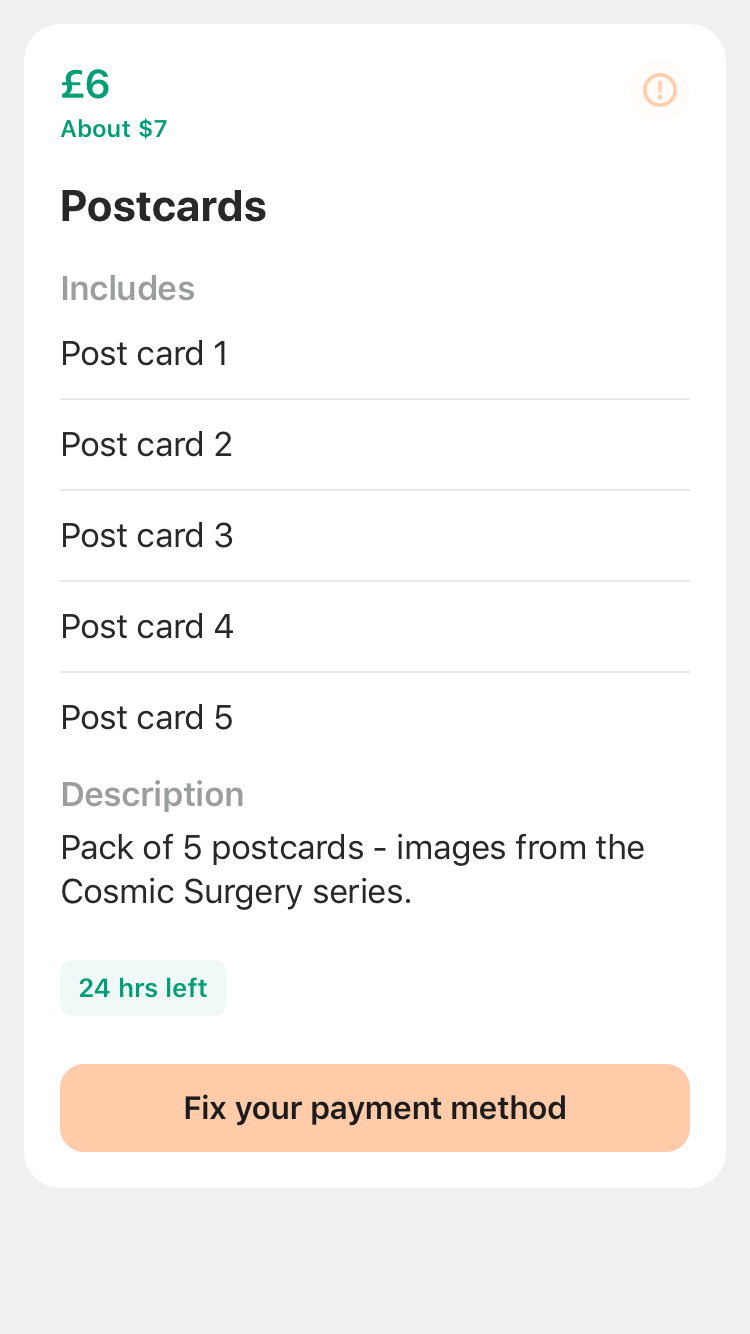 £6
About $7
Postcards
Includes
Post card 1
Post card 2
Post card 3
Post card 4
Post card 5
Description
Pack of 5 postcards - images from the
Cosmic Surgery series.
24 hrs left
Fix your payment method